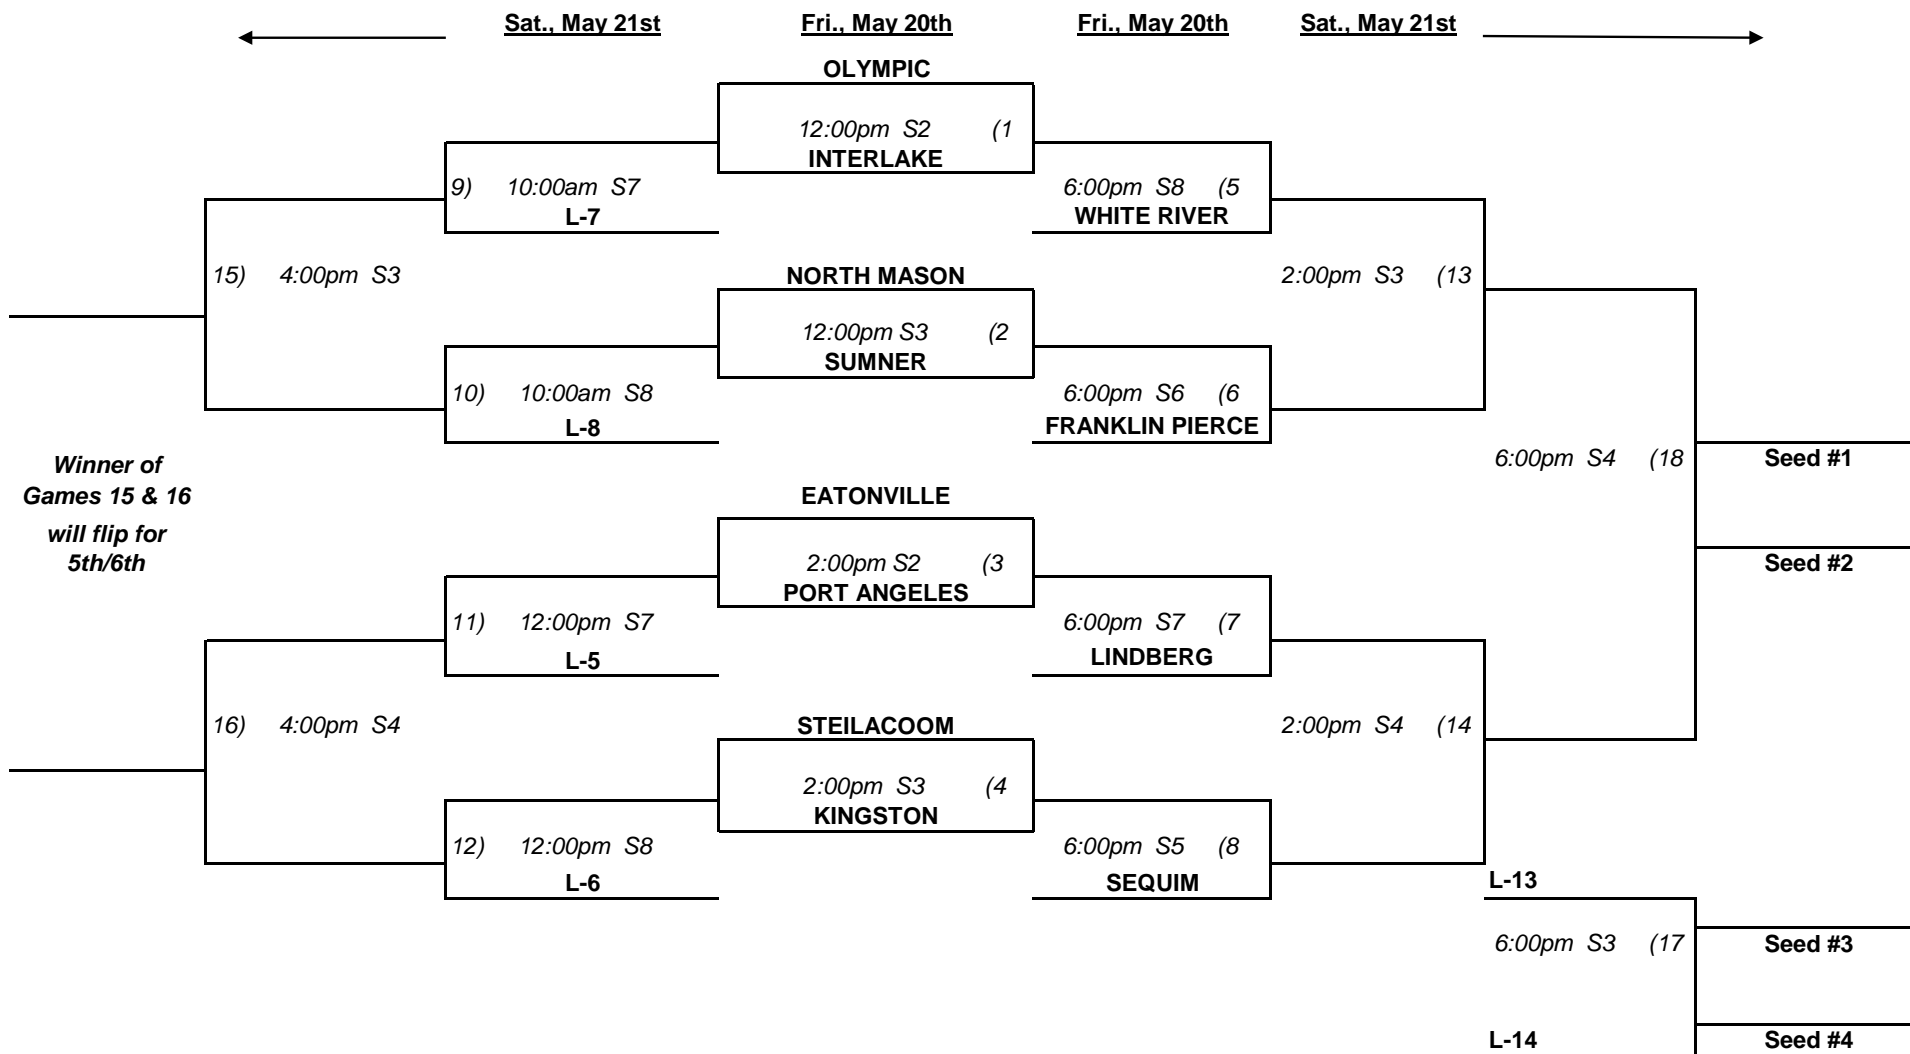 Sat., May 21st Fri., May 20th Fri., May 20th Sat., May 21st
OLYMPIC
12:00pm S2 (1
INTERLAKE
9) 10:00am S7
L-7
6:00pm S8 (5
WHITE RIVER
15) 4:00pm S3
NORTH MASON
2:00pm S3 (13
12:00pm S3 (2
SUMNER
10) 10:00am S8
L-8
6:00pm S6 (6
FRANKLIN PIERCE
Winner of
Games 15 & 16
will flip for
5th/6th
6:00pm S4 (18
Seed #1
EATONVILLE
2:00pm S2 (3
PORT ANGELES
Seed #2
11) 12:00pm S7
L-5
6:00pm S7 (7
LINDBERG
16) 4:00pm S4
STEILACOOM
2:00pm S4 (14
2:00pm S3 (4
KINGSTON
12) 12:00pm S8
L-6
6:00pm S5 (8
SEQUIM
L-13
6:00pm S3 (17
Seed #3
L-14
Seed #4